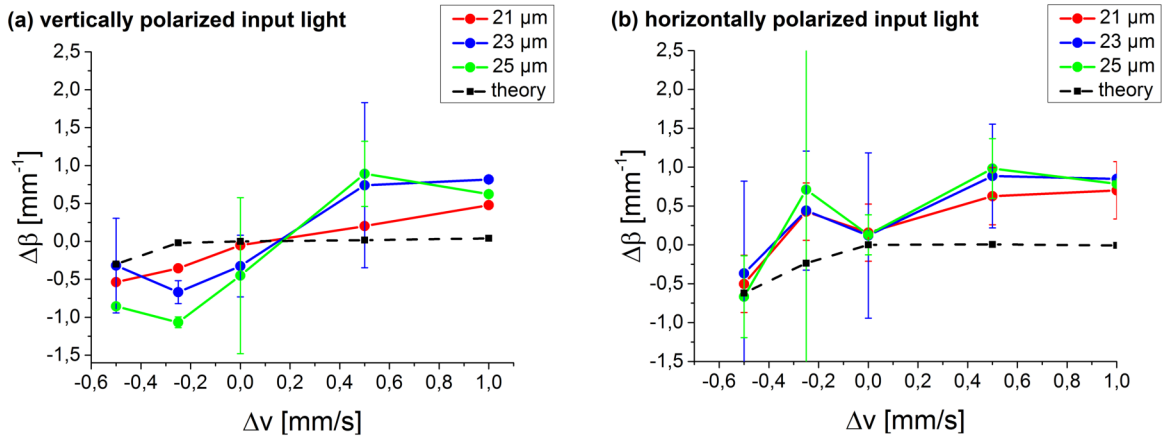 (a) vertically polarized input light
21 µm
23 µm
25 µm
theory
2,5
2,0
1,5
1,0
0,5
0,0
-0,5
-1,0
-1,5
Δβ [mm⁻¹]
-0,6 -0,4 -0,2 0,0 0,2 0,4 0,6 0,8 1,0
Δv [mm/s]
(b) horizontally polarized input light
21 µm
23 µm
25 µm
theory
2,5
2,0
1,5
1,0
0,5
0,0
-0,5
-1,0
-1,5
Δβ [mm⁻¹]
-0,6 -0,4 -0,2 0,0 0,2 0,4 0,6 0,8 1,0
Δv [mm/s]